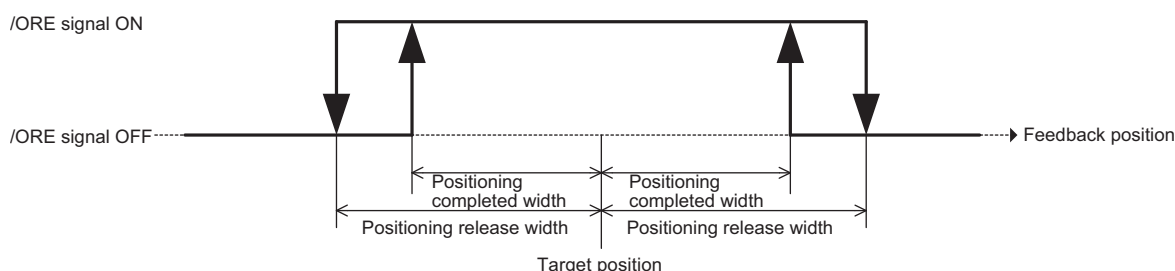 /ORE signal ON
/ORE signal OFF
Feedback position
Positioning
completed width
Positioning
completed width
Positioning release width
Positioning release width
Target position